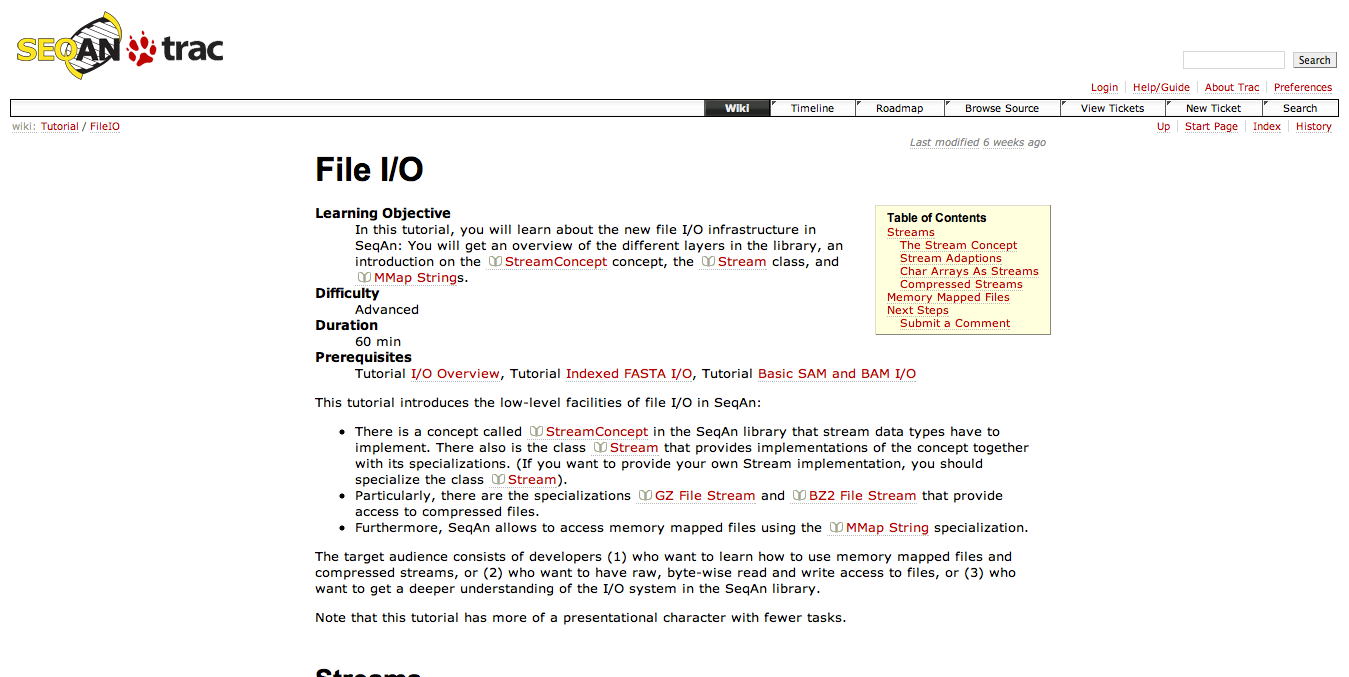 SEQAN trac
Search
Login Help/Guide About Trac Preferences
Wiki Timeline Roadmap Browse Source View Tickets New Ticket Search
wiki: Tutorial / FileIO
Up Start Page Index History
Last modified 6 weeks ago
File I/O
Learning Objective
In this tutorial, you will learn about the new file I/O infrastructure in
SeqAn: You will get an overview of the different layers in the library, an
introduction on the StreamConcept concept, the Stream class, and
MMap Strings.
Difficulty
Advanced
Duration
60 min
Prerequisites
Tutorial I/O Overview, Tutorial Indexed FASTA I/O, Tutorial Basic SAM and BAM I/O
Table of Contents
Streams
The Stream Concept
Stream Adaptions
Char Arrays As Streams
Compressed Streams
Memory Mapped Files
Next Steps
Submit a Comment
This tutorial introduces the low-level facilities of file I/O in SeqAn:
• There is a concept called StreamConcept in the SeqAn library that stream data types have to
implement. There also is the class Stream that provides implementations of the concept together
with its specializations. (If you want to provide your own Stream implementation, you should
specialize the class Stream).
• Particularly, there are the specializations GZ File Stream and BZ2 File Stream that provide
access to compressed files.
• Furthermore, SeqAn allows to access memory mapped files using the MMap String specialization.
The target audience consists of developers (1) who want to learn how to use memory mapped files and
compressed streams, or (2) who want to have raw, byte-wise read and write access to files, or (3) who
want to get a deeper understanding of the I/O system in the SeqAn library.
Note that this tutorial has more of a presentational character with fewer tasks.
Streams